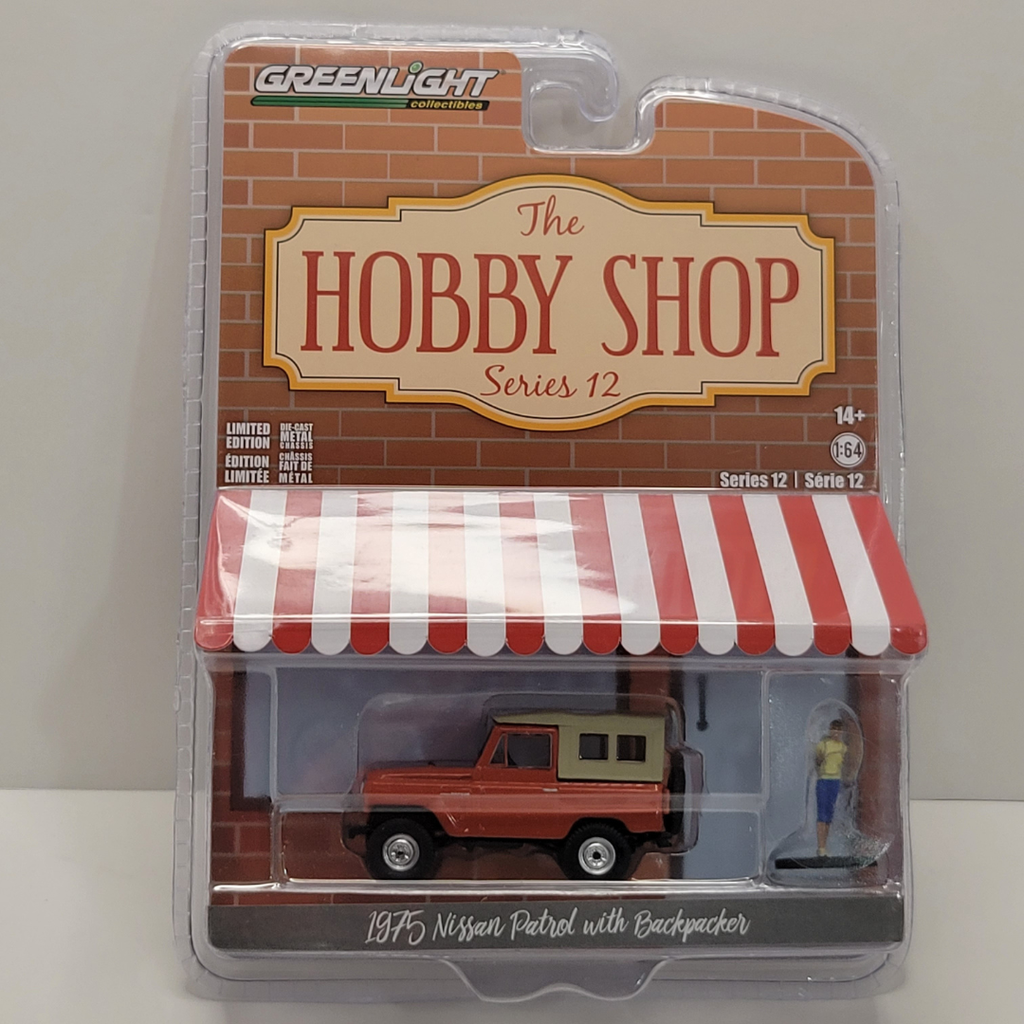 GREENLiGHT
collectibles
The
HOBBY SHOP
Series 12
14+
LIMITED EDITION
DIE-CAST METAL CHASSIS
1:64
ÉDITION LIMITÉE
CHÂSSIS FAIT DE MÉTAL
Series 12 | Série 12
1975 Nissan Patrol with Backpacker